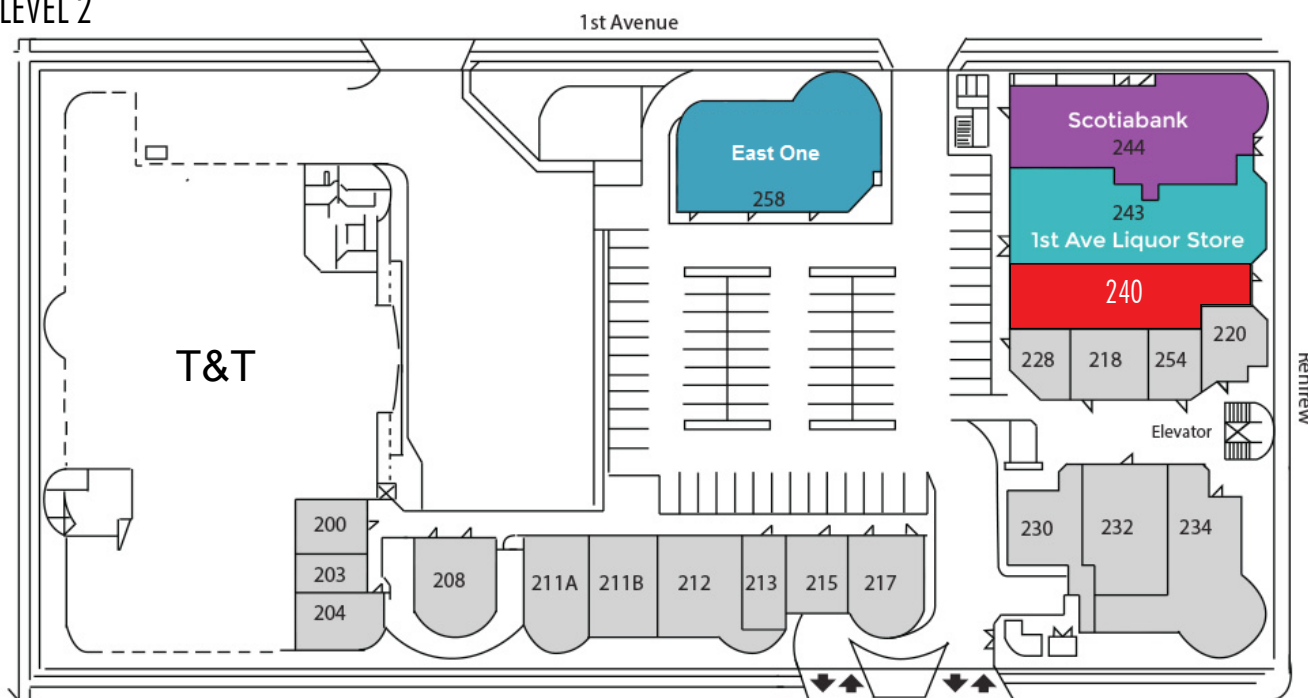 LEVEL 2
1st Avenue
Scotiabank
244
East One
258
243
1st Ave Liquor Store
240
T&T
228
218
254
220
Renfrew
Elevator
200
203
204
208
211A
211B
212
213
215
217
230
232
234